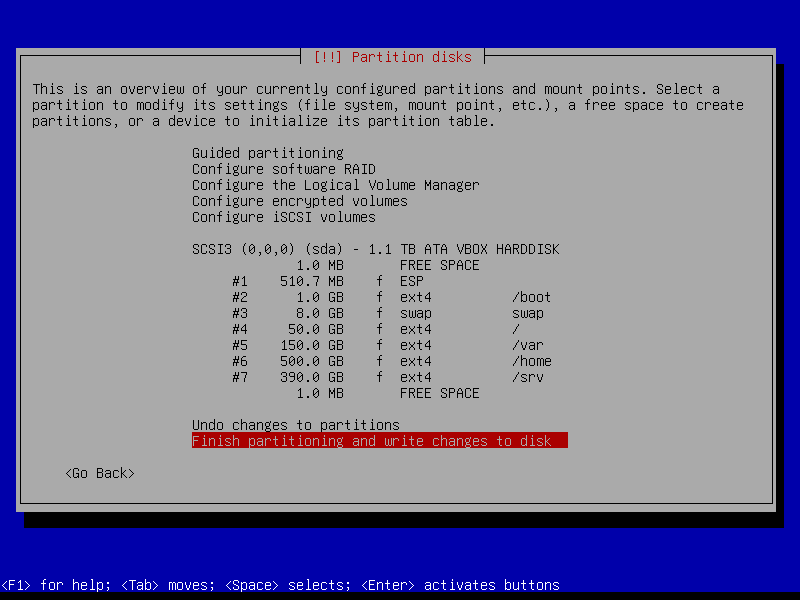 [!!] Partition disks
This is an overview of your currently configured partitions and mount points. Select a
partition to modify its settings (file system, mount point, etc.), a free space to create
partitions, or a device to initialize its partition table.
Guided partitioning
Configure software RAID
Configure the Logical Volume Manager
Configure encrypted volumes
Configure iSCSI volumes
SCSI3 (0,0,0) (sda) - 1.1 TB ATA VBOX HARDDISK
1.0 MB FREE SPACE
#1 510.7 MB f ESP
#2 1.0 GB f ext4 /boot
#3 8.0 GB f swap swap
#4 50.0 GB f ext4 /
#5 150.0 GB f ext4 /var
#6 500.0 GB f ext4 /home
#7 390.0 GB f ext4 /srv
1.0 MB FREE SPACE
Undo changes to partitions
Finish partitioning and write changes to disk
<Go Back>
<F1> for help; <Tab> moves; <Space> selects; <Enter> activates buttons